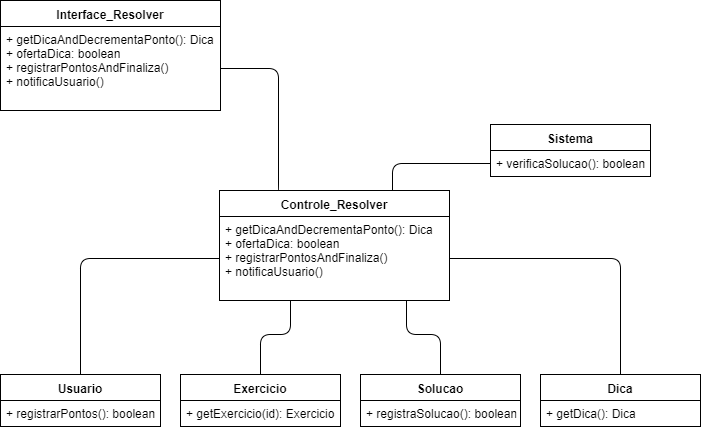 Interface_Resolver
+ getDicaAndDecrementaPonto(): Dica
+ ofertaDica: boolean
+ registrarPontosAndFinaliza()
+ notificaUsuario()
Sistema
+ verificaSolucao(): boolean
Controle_Resolver
+ getDicaAndDecrementaPonto(): Dica
+ ofertaDica: boolean
+ registrarPontosAndFinaliza()
+ notificaUsuario()
Usuario
+ registrarPontos(): boolean
Exercicio
+ getExercicio(id): Exercicio
Solucao
+ registraSolucao(): boolean
Dica
+ getDica(): Dica